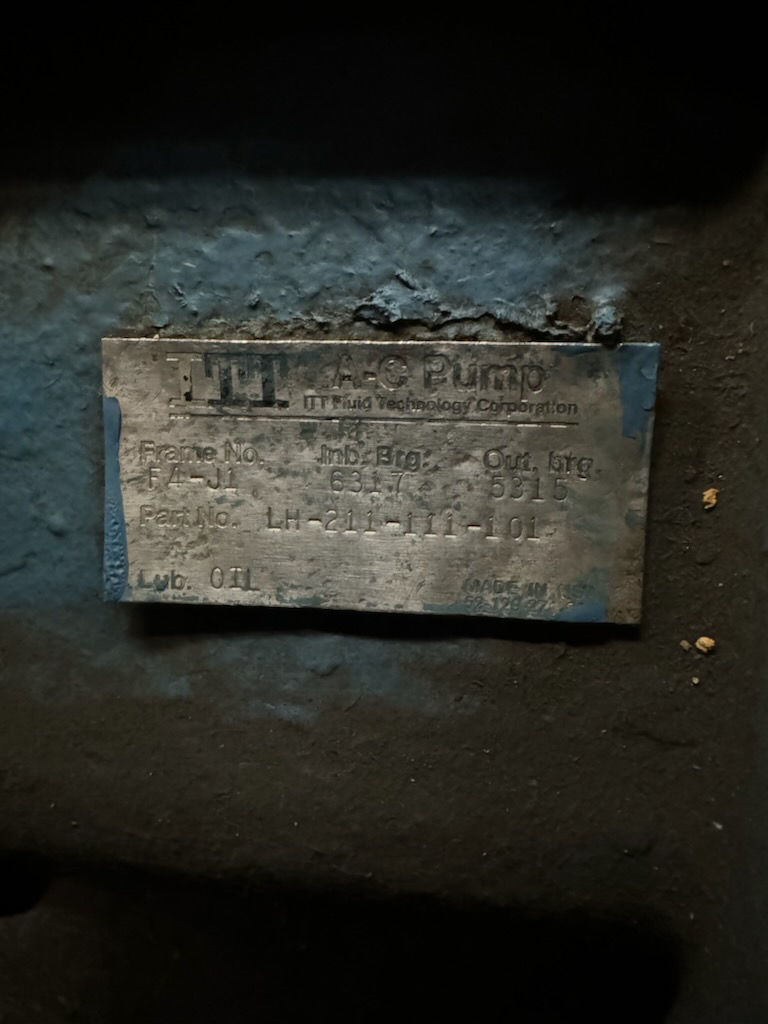 ITT A-C Pump
ITT Fluid Technology Corporation
Frame No. Inb. Brg. Out. brg.
F4-J1 6317 5315
Part No. LH-211-111-101
Lub. OIL MADE IN